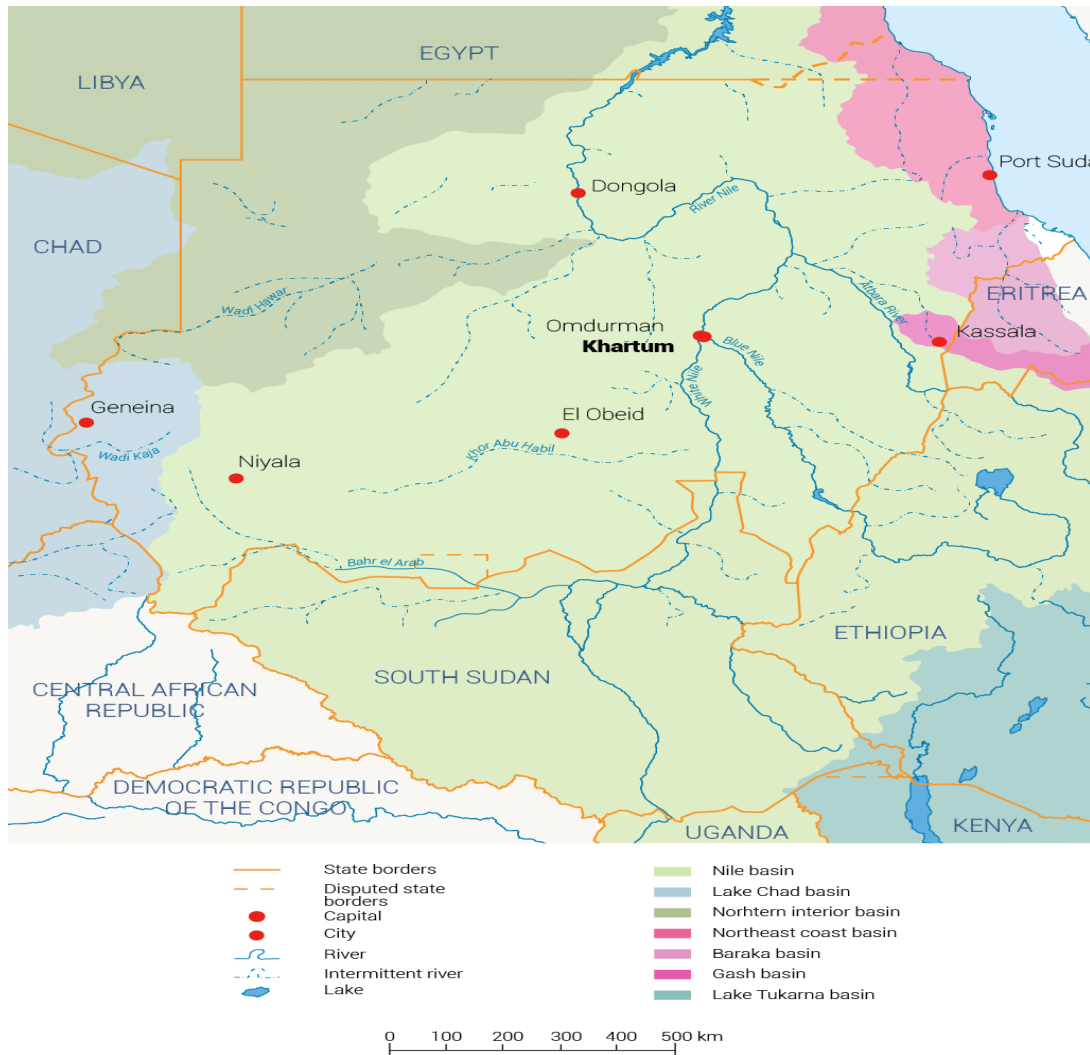 EGYPT
LIBYA
Port Suda
Dongola
River Nile
CHAD
ERITREA
Wadi Hawar
Atbara River
Omdurman
Kassala
Khartum
Blue Nile
White Nile
Geneina
El Obeid
Wadi Kaja
Khor Abu Habil
Niyala
Bahr el Arab
ETHIOPIA
SOUTH SUDAN
CENTRAL AFRICAN
REPUBLIC
DEMOCRATIC REPUBLIC
OF THE CONGO
UGANDA
KENYA
State borders
Disputed state
borders
Capital
City
River
Intermittent river
Lake
Nile basin
Lake Chad basin
Norhtern interior basin
Northeast coast basin
Baraka basin
Gash basin
Lake Tukarna basin
0 100 200 300 400 500 km